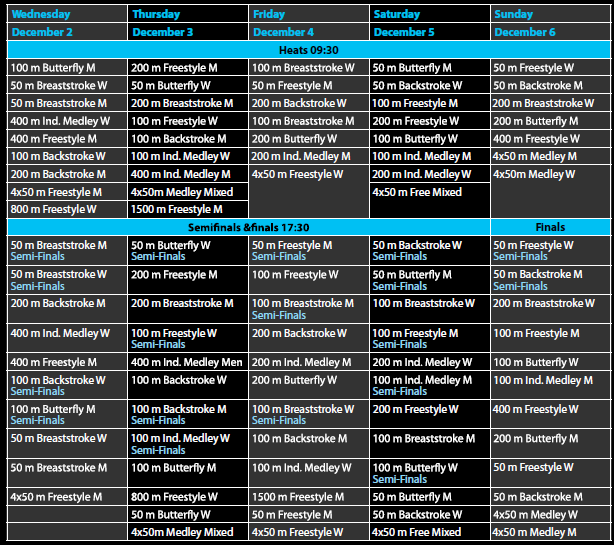 Wednesday Thursday Friday Saturday Sunday
December 2 December 3 December 4 December 5 December 6
Heats 09:30
100 m Butterfly M 200 m Freestyle M 100 m Breaststroke W 50 m Butterfly M 50 m Freestyle W
50 m Breaststroke W 50 m Butterfly W 50 m Freestyle M 50 m Backstroke W 50 m Backstroke M
50 m Breaststroke M 200 m Breaststroke M 200 m Backstroke W 100 m Freestyle M 200 m Breaststroke W
400 m Ind. Medley W 100 m Freestyle W 100 m Breaststroke M 200 m Freestyle W 200 m Butterfly M
400 m Freestyle M 100 m Backstroke M 200 m Butterfly W 100 m Butterfly W 400 m Freestyle W
100 m Backstroke W 100 m Ind. Medley W 200 m Ind. Medley M 100 m Ind. Medley M 4x50 m Medley M
200 m Backstroke M 400 m Ind. Medley M 4x50 m Freestyle W 200 m Ind. Medley W 4x50m Medley W
4x50 m Freestyle M 4x50m Medley Mixed 4x50 m Free Mixed
800 m Freestyle W 1500 m Freestyle M
Semifinals &finals 17:30 Finals
50 m Breaststroke M 50 m Butterfly W 50 m Freestyle M 50 m Backstroke W 50 m Freestyle W
Semi-Finals Semi-Finals Semi-Finals Semi-Finals Semi-Finals
50 m Breaststroke W 200 m Freestyle M 100 m Freestyle W 50 m Butterfly M 50 m Backstroke M
Semi-Finals Semi-Finals Semi-Finals
200 m Backstroke M 200 m Breaststroke M 100 m Breaststroke M 100 m Breaststroke W 200 m Breaststroke W
Semi-Finals
400 m Ind. Medley W 100 m Freestyle W 200 m Backstroke W 100 m Freestyle M 100 m Freestyle M
Semi-Finals Semi-Finals
400 m Freestyle M 400 m Ind. Medley Men 200 m Ind. Medley M 200 m Ind. Medley W 100 m Butterfly W
100 m Backstroke W 100 m Backstroke W 200 m Butterfly W 100 m Ind. Medley M 100 m Ind. Medley M
Semi-Finals Semi-Finals
100 m Butterfly M 100 m Backstroke M 100 m Breaststroke W 200 m Freestyle W 400 m Freestyle W
Semi-Finals Semi-Finals Semi-Finals
50 m Breaststroke W 100 m Ind. Medley W 100 m Backstroke M 100 m Breaststroke M 200 m Butterfly M
Semi-Finals
50 m Breaststroke M 100 m Butterfly M 100 m Ind. Medley W 100 m Butterfly W 50 m Freestyle W
Semi-Finals
4x50 m Freestyle M 800 m Freestyle W 1500 m Freestyle M 50 m Butterfly M 50 m Backstroke M
50 m Butterfly W 50 m Freestyle M 50 m Backstroke W 4x50 m Medley M
4x50m Medley Mixed 4x50 m Freestyle W 4x50 m Free Mixed 4x50 m Medley W